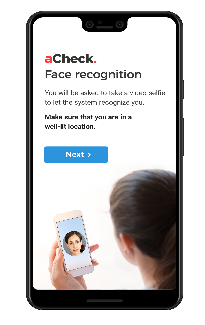 aCheck.
Face recognition
You will be asked to take a video selfie
to let the system recognize you.
Make sure that you are in a
well-lit location.
Next >